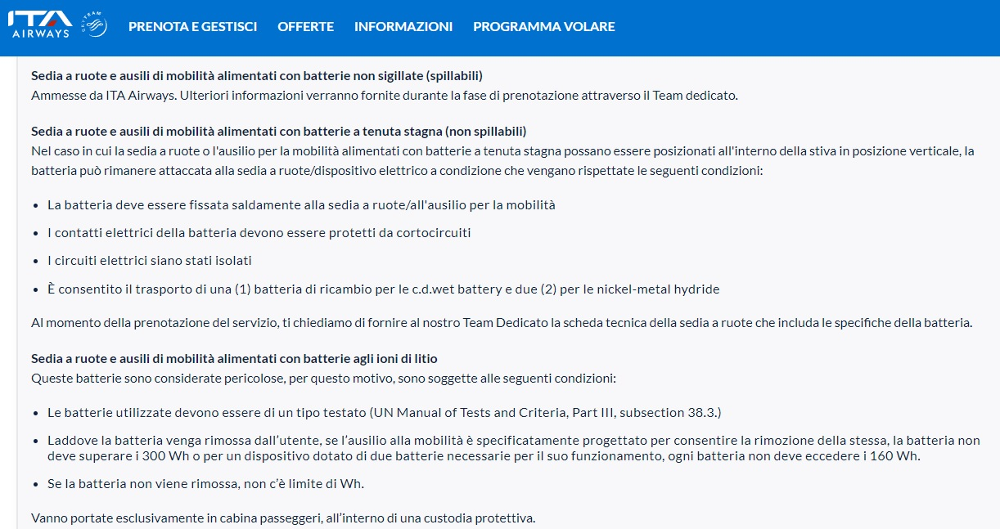 ITA
AIRWAYS
SKYTEAM
PRENOTA E GESTISCI
OFFERTE
INFORMAZIONI
PROGRAMMA VOLARE
Sedia a ruote e ausili di mobilità alimentati con batterie non sigillate (spillabili)
Ammesse da ITA Airways. Ulteriori informazioni verranno fornite durante la fase di prenotazione attraverso il Team dedicato.
Sedia a ruote e ausili di mobilità alimentati con batterie a tenuta stagna (non spillabili)
Nel caso in cui la sedia a ruote o l'ausilio per la mobilità alimentati con batterie a tenuta stagna possano essere posizionati all'interno della stiva in posizione verticale, la
batteria può rimanere attaccata alla sedia a ruote/dispositivo elettrico a condizione che vengano rispettate le seguenti condizioni:
• La batteria deve essere fissata saldamente alla sedia a ruote/all'ausilio per la mobilità
• I contatti elettrici della batteria devono essere protetti da cortocircuiti
• I circuiti elettrici siano stati isolati
• È consentito il trasporto di una (1) batteria di ricambio per le c.d.wet battery e due (2) per le nickel-metal hydride
Al momento della prenotazione del servizio, ti chiediamo di fornire al nostro Team Dedicato la scheda tecnica della sedia a ruote che includa le specifiche della batteria.
Sedia a ruote e ausili di mobilità alimentati con batterie agli ioni di litio
Queste batterie sono considerate pericolose, per questo motivo, sono soggette alle seguenti condizioni:
• Le batterie utilizzate devono essere di un tipo testato (UN Manual of Tests and Criteria, Part III, subsection 38.3.)
• Laddove la batteria venga rimossa dall’utente, se l’ausilio alla mobilità è specificatamente progettato per consentire la rimozione della stessa, la batteria non
deve superare i 300 Wh o per un dispositivo dotato di due batterie necessarie per il suo funzionamento, ogni batteria non deve eccedere i 160 Wh.
• Se la batteria non viene rimossa, non c’è limite di Wh.
Vanno portate esclusivamente in cabina passeggeri, all’interno di una custodia protettiva.